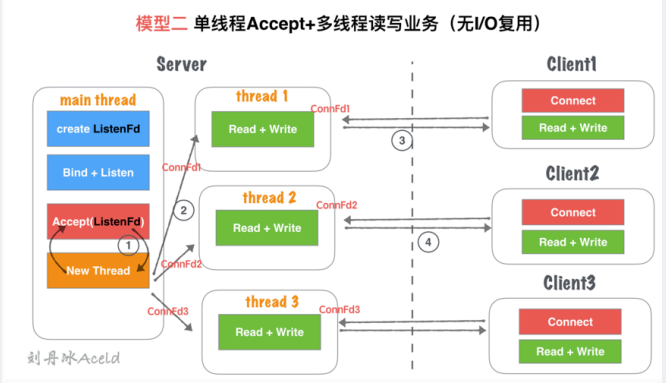 模型二 单线程Accept+多线程读写业务（无I/O复用）
Server
main thread
create ListenFd
Bind + Listen
Accept(ListenFd)
1
New Thread
thread 1
Read + Write
ConnFd1
ConnFd1
2
thread 2
Read + Write
ConnFd2
ConnFd2
thread 3
Read + Write
ConnFd3
ConnFd3
3
4
Client1
Connect
Read + Write
Client2
Connect
Read + Write
Client3
Connect
Read + Write
刘丹冰Aceld